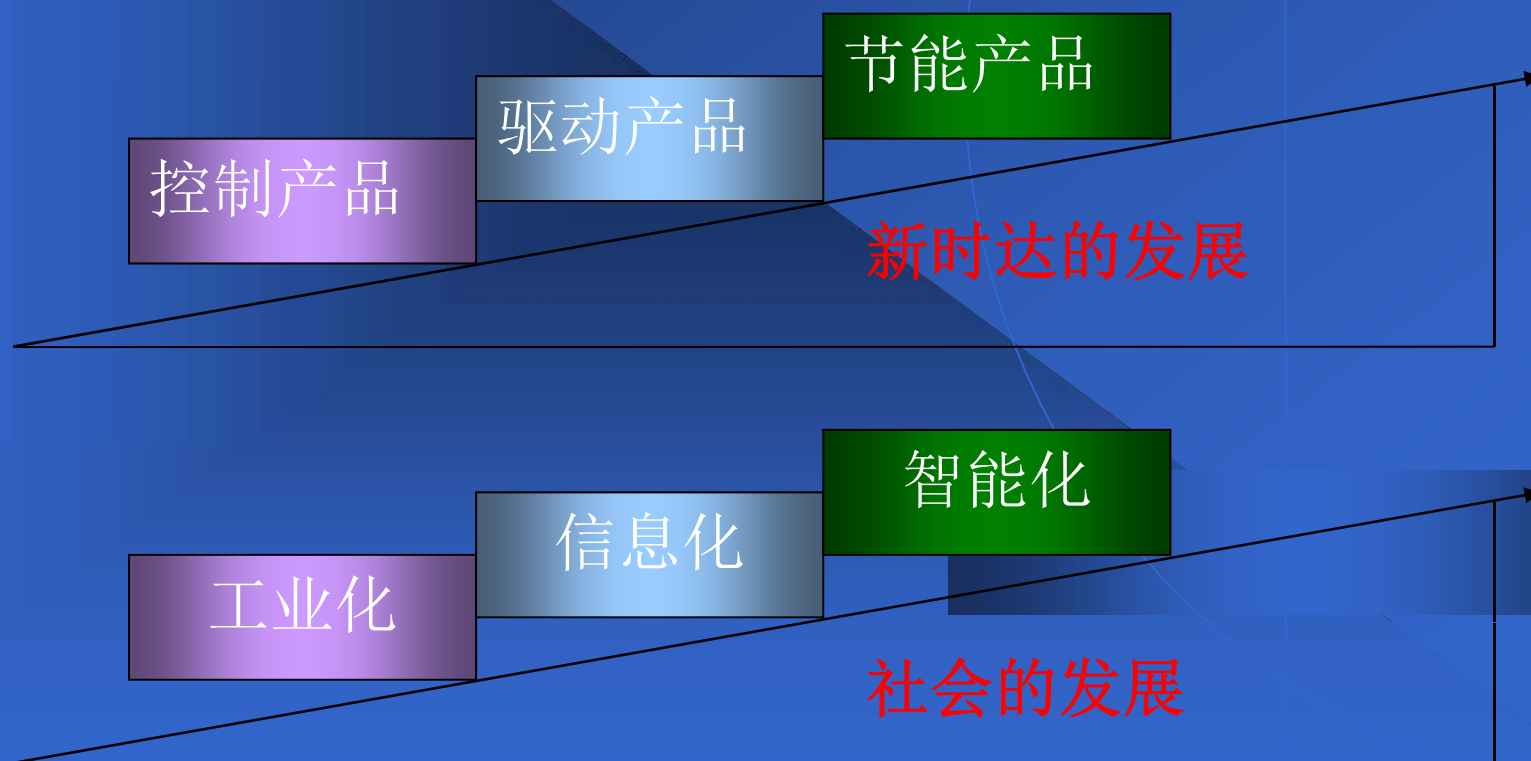 节能产品
驱动产品
控制产品
新时达的发展
智能化
信息化
工业化
社会的发展